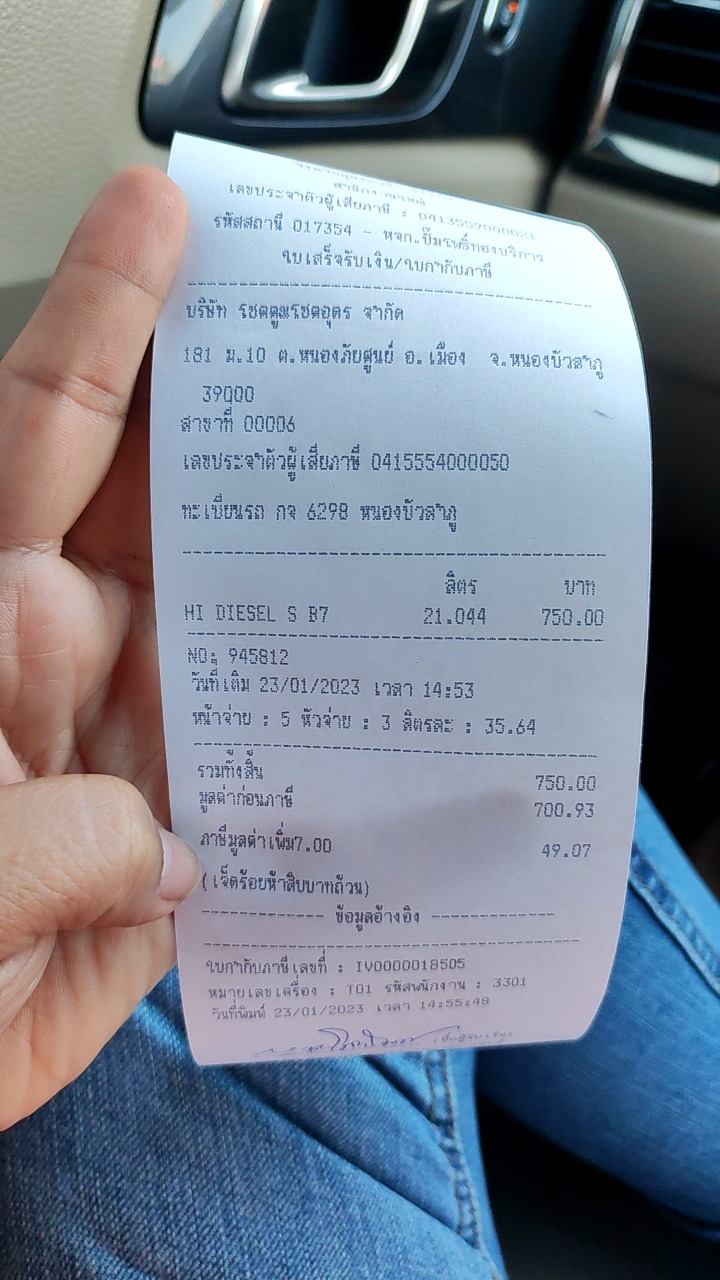 เลขประจำตัวผู้เสียภาษี :
รหัสสถานี 017354 - หจก.ปั๊มรพธิ์ทองบริการ
ใบเสร็จรับเงิน/ใบกำกับภาษี
บริษัท โชตยูมรโชตอุดร จำกัด
181 ม.10 ต.หนองภัยศูนย์ อ.เมือง จ.หนองบัวลำภู
39000
สาขาที่ 00006
เลขประจำตัวผู้เสียภาษี 0415554000050
ทะเบียนรถ กจ 6298 หนองบัวลำภู
ลิตร บาท
HI DIESEL S B7 21.044 750.00
NO: 945812
วันที่เติม 23/01/2023 เวลา 14:53
หน้าจ่าย : 5 หัวจ่าย : 3 ลิตรละ : 35.64
รวมทั้งสิ้น 750.00
มูลค่าก่อนภาษี 700.93
ภาษีมูลค่าเพิ่ม7.00 49.07
(เจ็ดร้อยห้าสิบบาทถ้วน)
------------ ข้อมูลอ้างอิง ------------
ใบกำกับภาษีเลขที่ : IV0000018505
หมายเลขเครื่อง : T01 รหัสพนักงาน : 3301
วันที่พิมพ์ 23/01/2023 เวลา 14:55:48